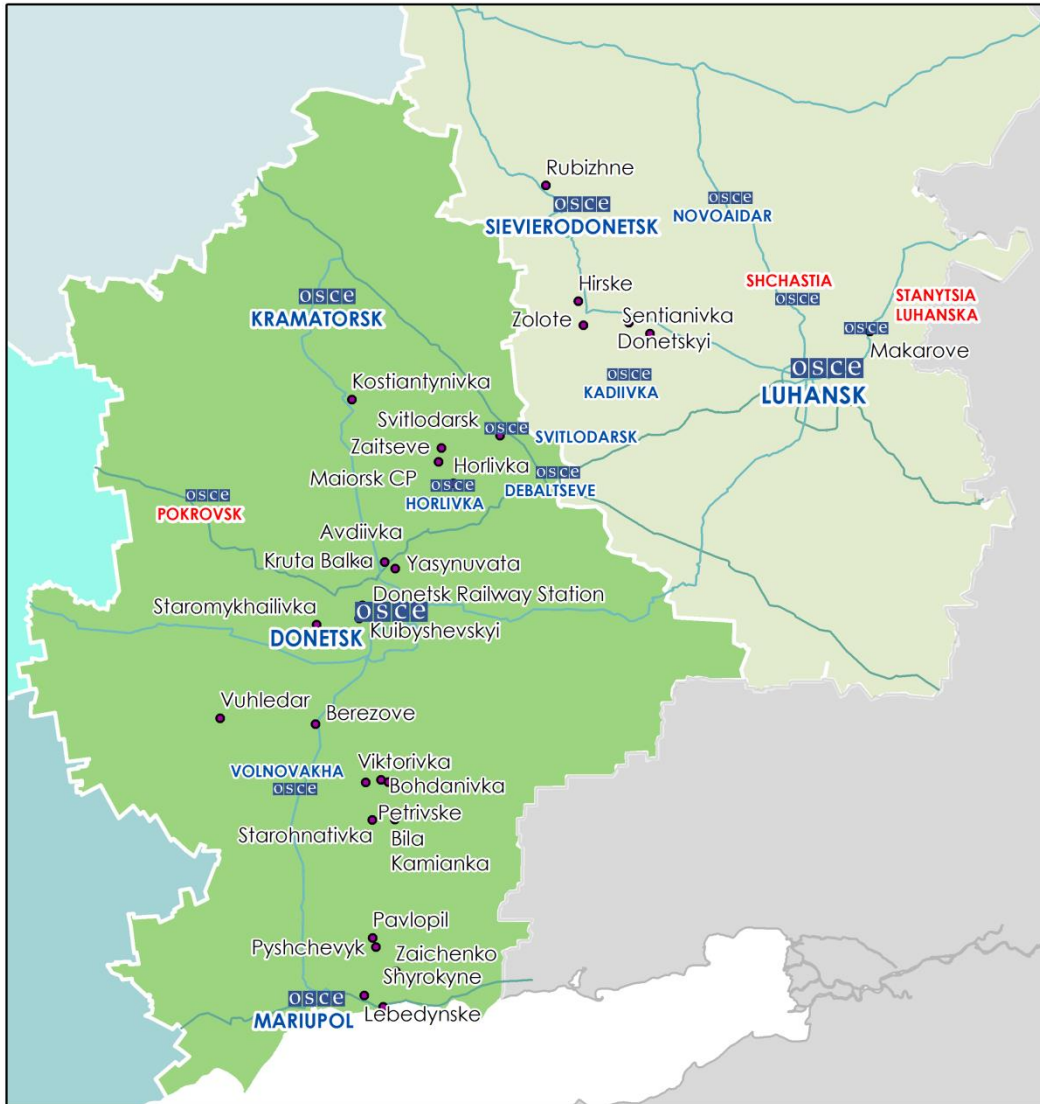 Rubizhne
osce
SIEVIERODONETSK
osce
NOVOAIDAR
Hirske
Zolote
Sentianivka
Donetskyi
SHCHASTIA
osce
STANYTSIA
LUHANSKA
osce
Makarove
osce
KRAMATORSK
osce
KADIIVKA
osce
LUHANSK
Kostiantynivka
Svitlodarsk
osce
SVITLODARSK
Zaitseve
Maiorsk CP
Horlivka
osce
HORLIVKA
osce
DEBALTSEVE
osce
POKROVSK
Avdiivka
Kruta Balka
Yasynuvata
Donetsk Railway Station
osce
Staromykhailivka
DONETSK
Kuibyshevskyi
Vuhledar
Berezove
VOLNOVAKHA
osce
Viktorivka
Bohdanivka
Petrivske
Starohnativka
Bila
Kamianka
Pavlopil
Pyshchevyk
Zaichenko
Shyrokyne
osce
MARIUPOL
Lebedynske